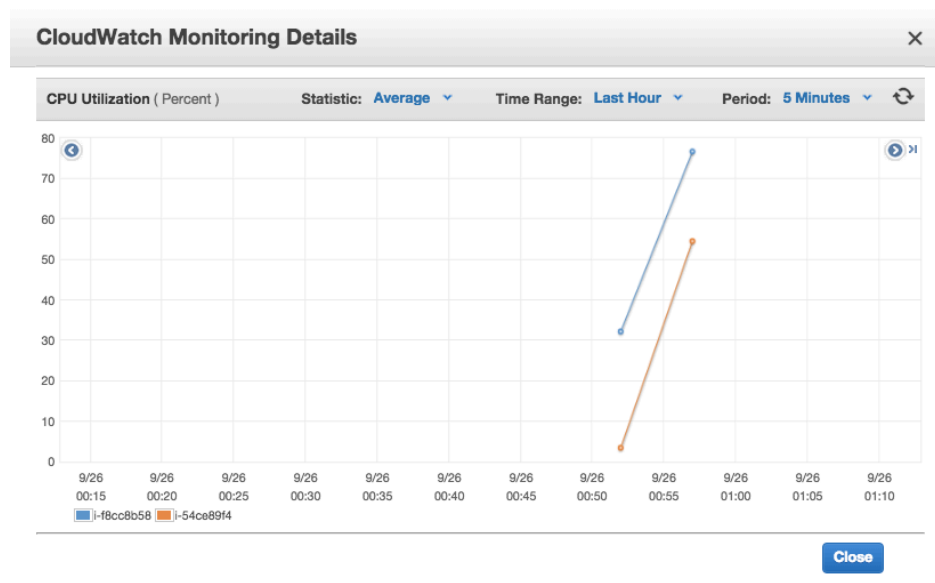 CloudWatch Monitoring Details
CPU Utilization ( Percent ) Statistic: Average Time Range: Last Hour Period: 5 Minutes
80
70
60
50
40
30
20
10
0
9/26 9/26 9/26 9/26 9/26 9/26 9/26 9/26 9/26 9/26 9/26 9/26
00:15 00:20 00:25 00:30 00:35 00:40 00:45 00:50 00:55 01:00 01:05 01:10
i-f8cc8b58 i-54ce89f4
Close